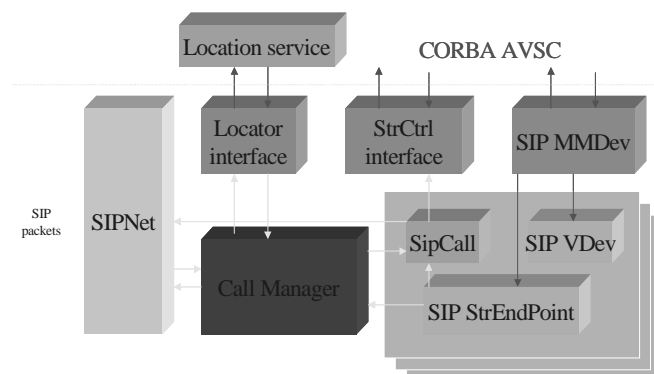 Location service
CORBA AVSC
Locator
interface
StrCtrl
interface
SIP MMDev
SIP
packets
SIPNet
SipCall
SIP VDev
Call Manager
SIP StrEndPoint